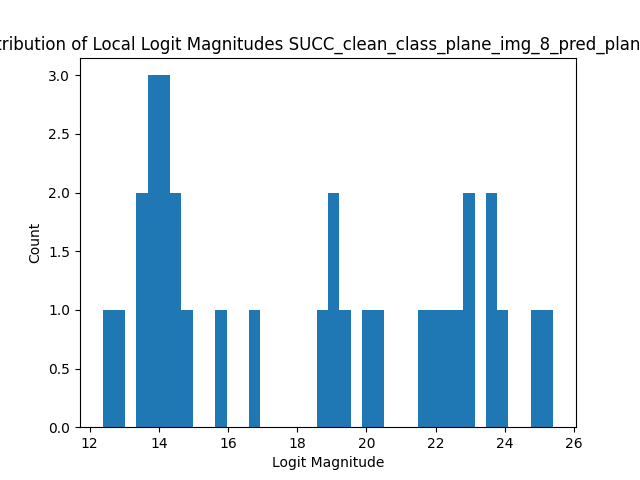 tribution of Local Logit Magnitudes SUCC_clean_class_plane_img_8_pred_plan
3.0
2.5
2.0
1.5
1.0
0.5
0.0
Count
12 14 16 18 20 22 24 26
Logit Magnitude